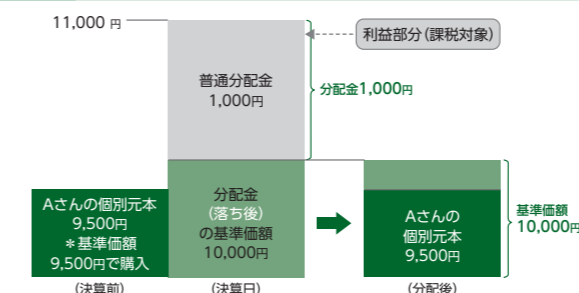 11,000 円
利益部分（課税対象）
普通分配金
1,000円
分配金1,000円
Aさんの個別元本
9,500円
＊基準価額
9,500円で購入
分配金
（落ち後）
の基準価額
10,000円
Aさんの
個別元本
9,500円
基準価額
10,000円
（決算前）
（決算日）
（分配後）